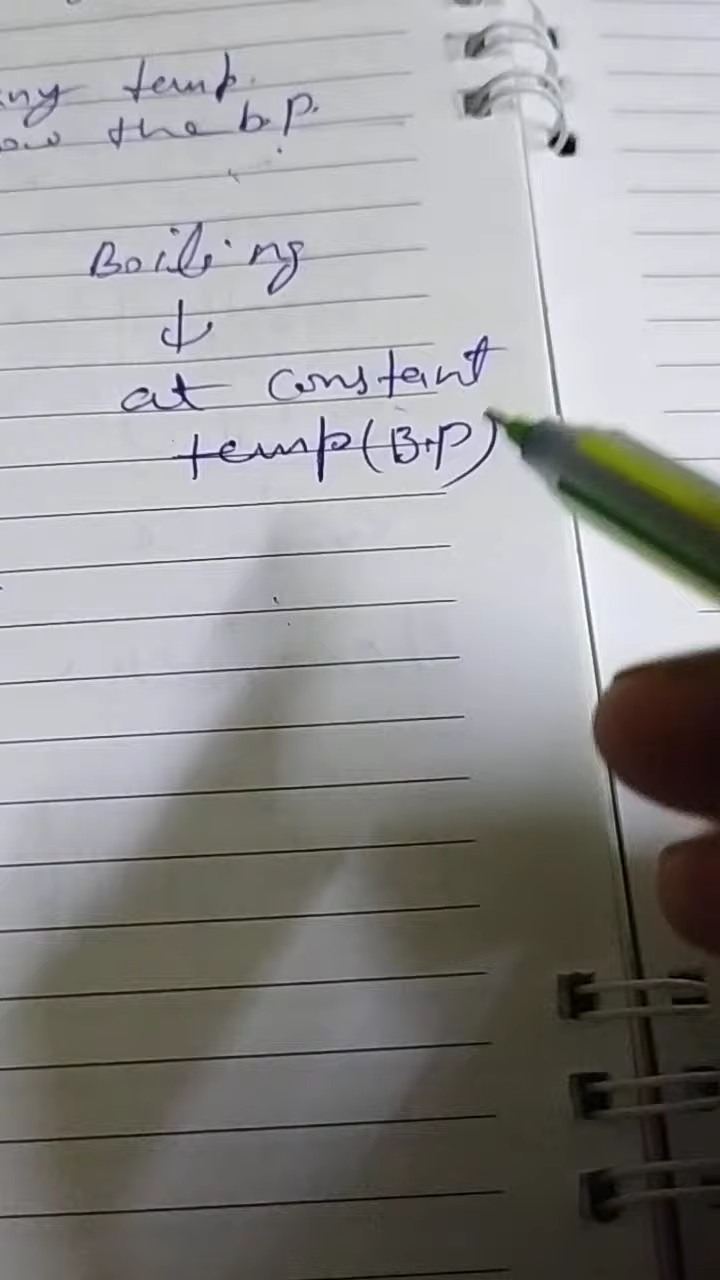 temp.
the b.p.
Boiling
↓
at constant
temp (B.P)